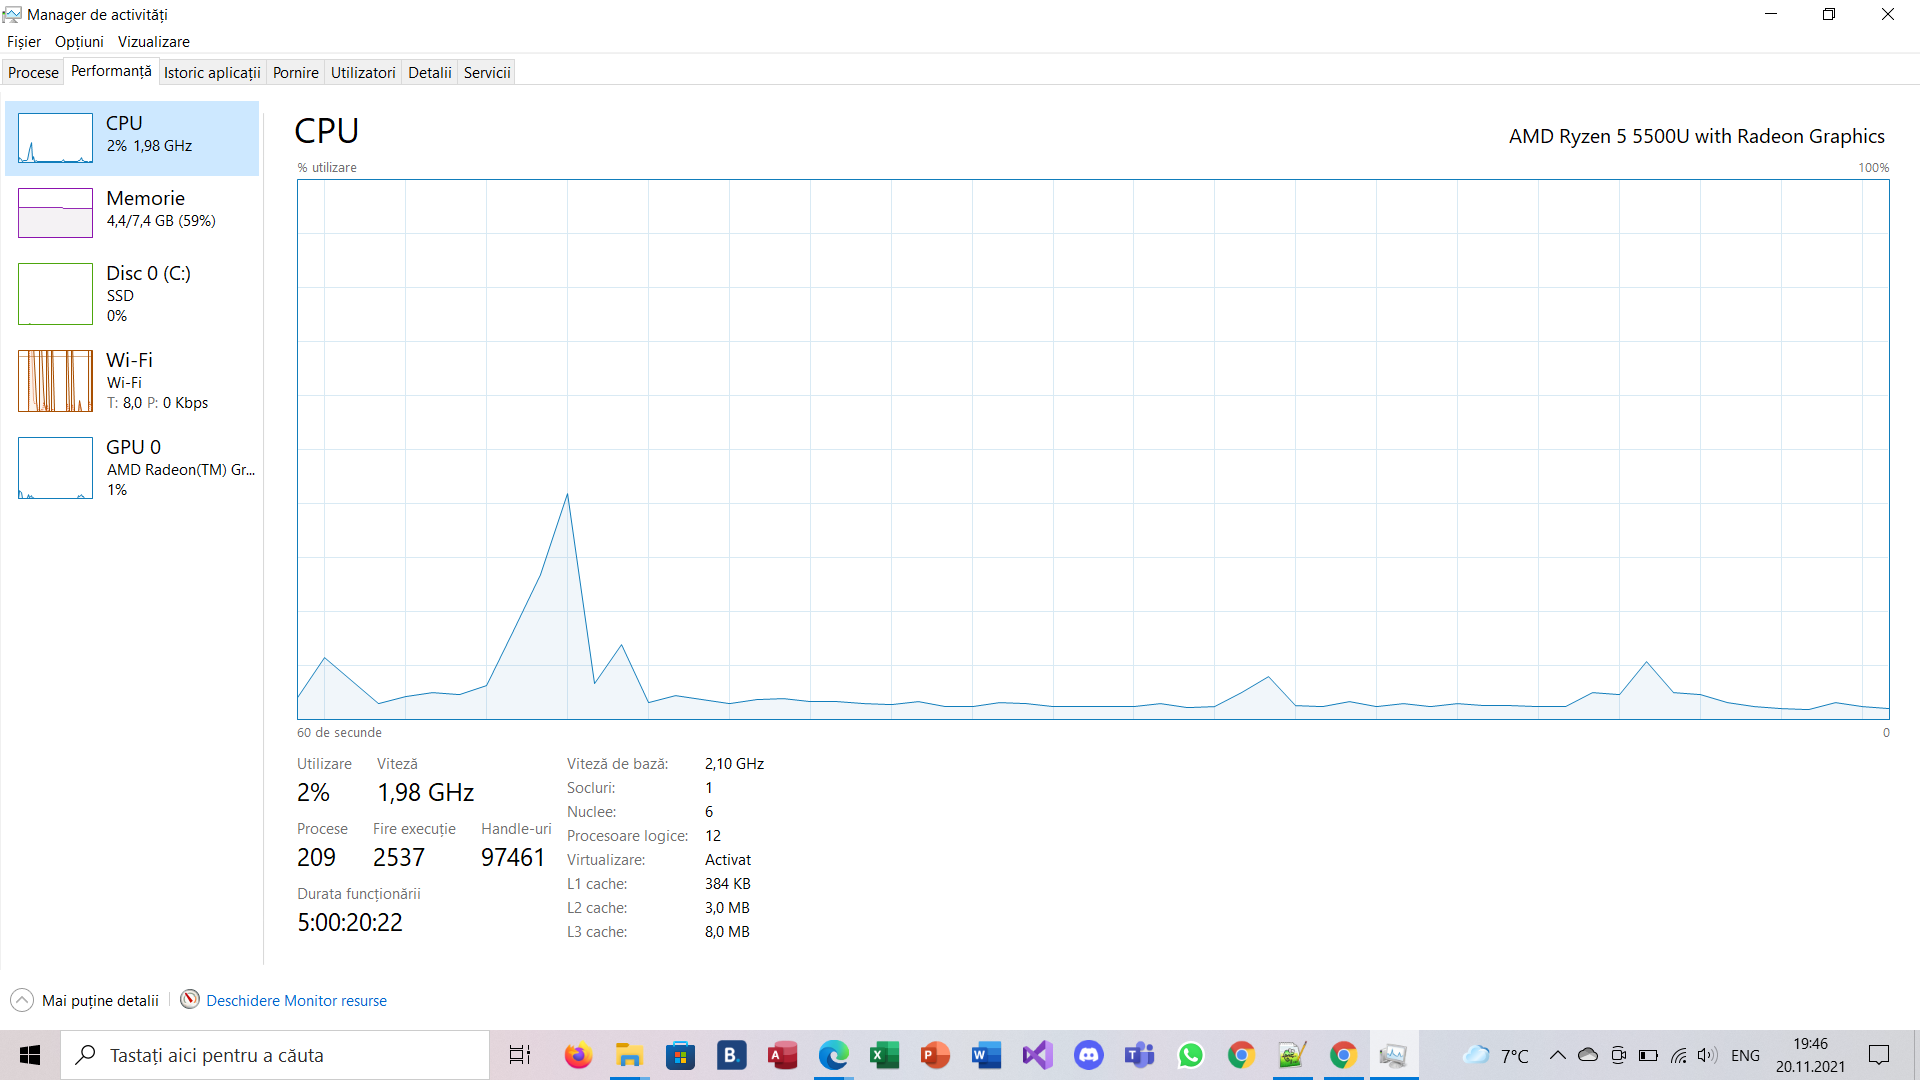 Manager de activități
Fișier Opțiuni Vizualizare
Procese Performanță Istoric aplicații Pornire Utilizatori Detalii Servicii
CPU
2% 1,98 GHz
Memorie
4,4/7,4 GB (59%)
Disc 0 (C:)
SSD
0%
Wi-Fi
Wi-Fi
T: 8,0 P: 0 Kbps
GPU 0
AMD Radeon(TM) Gr...
1%
CPU
AMD Ryzen 5 5500U with Radeon Graphics
% utilizare 100%
60 de secunde 0
Utilizare Viteză
2% 1,98 GHz
Procese Fire execuție Handle-uri
209 2537 97461
Durata funcționării
5:00:20:22
Viteză de bază: 2,10 GHz
Socluri: 1
Nuclee: 6
Procesoare logice: 12
Virtualizare: Activat
L1 cache: 384 KB
L2 cache: 3,0 MB
L3 cache: 8,0 MB
Mai puține detalii Deschidere Monitor resurse
Tastați aici pentru a căuta
7°C ENG
19:46
20.11.2021